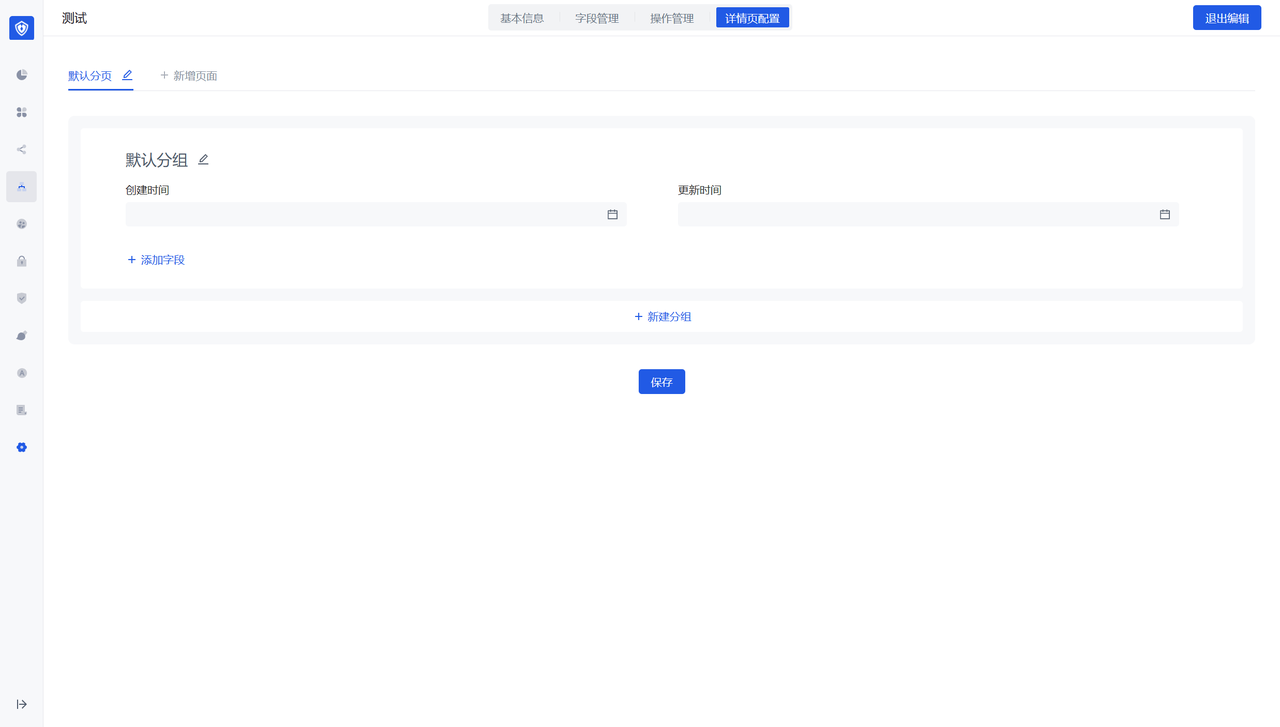 测试
基本信息 字段管理 操作管理 详情页配置
退出编辑
默认分页 + 新增页面
默认分组
创建时间 更新时间
+ 添加字段
+ 新建分组
保存